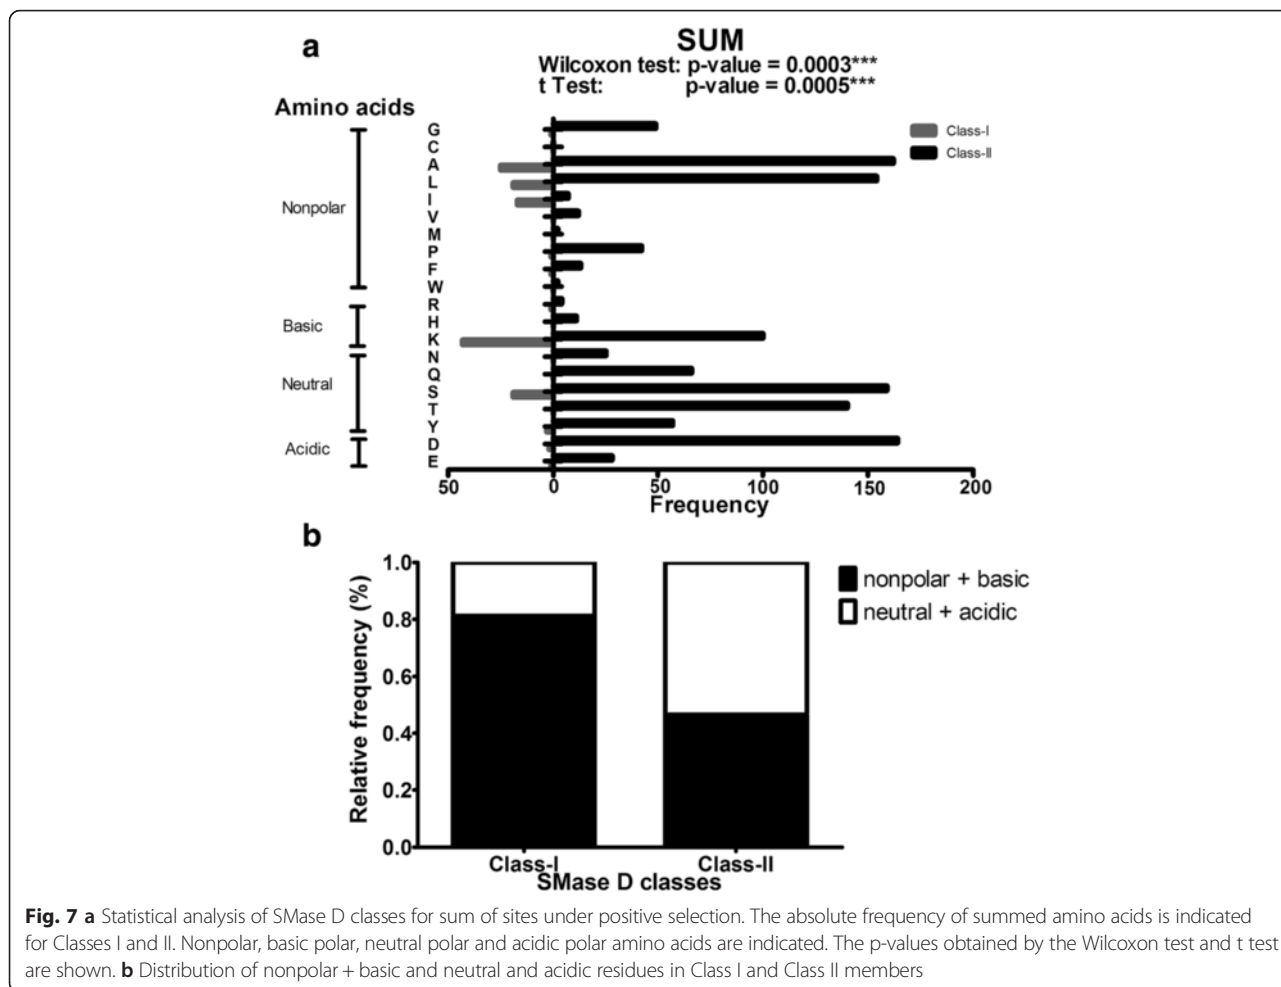 a
SUM
Wilcoxon test: p-value = 0.0003***
t Test: p-value = 0.0005***
Amino acids
Nonpolar
Basic
Neutral
Acidic
G
C
A
L
I
V
M
P
F
W
R
H
K
N
Q
S
T
Y
D
E
Class-I
Class-II
50 0 50 100 150 200
Frequency
b
Relative frequency (%)
1.0
0.8
0.6
0.4
0.2
0.0
nonpolar + basic
neutral + acidic
Class-I Class-II
SMase D classes
Fig. 7 a Statistical analysis of SMase D classes for sum of sites under positive selection. The absolute frequency of summed amino acids is indicated
for Classes I and II. Nonpolar, basic polar, neutral polar and acidic polar amino acids are indicated. The p-values obtained by the Wilcoxon test and t test
are shown. b Distribution of nonpolar + basic and neutral and acidic residues in Class I and Class II members